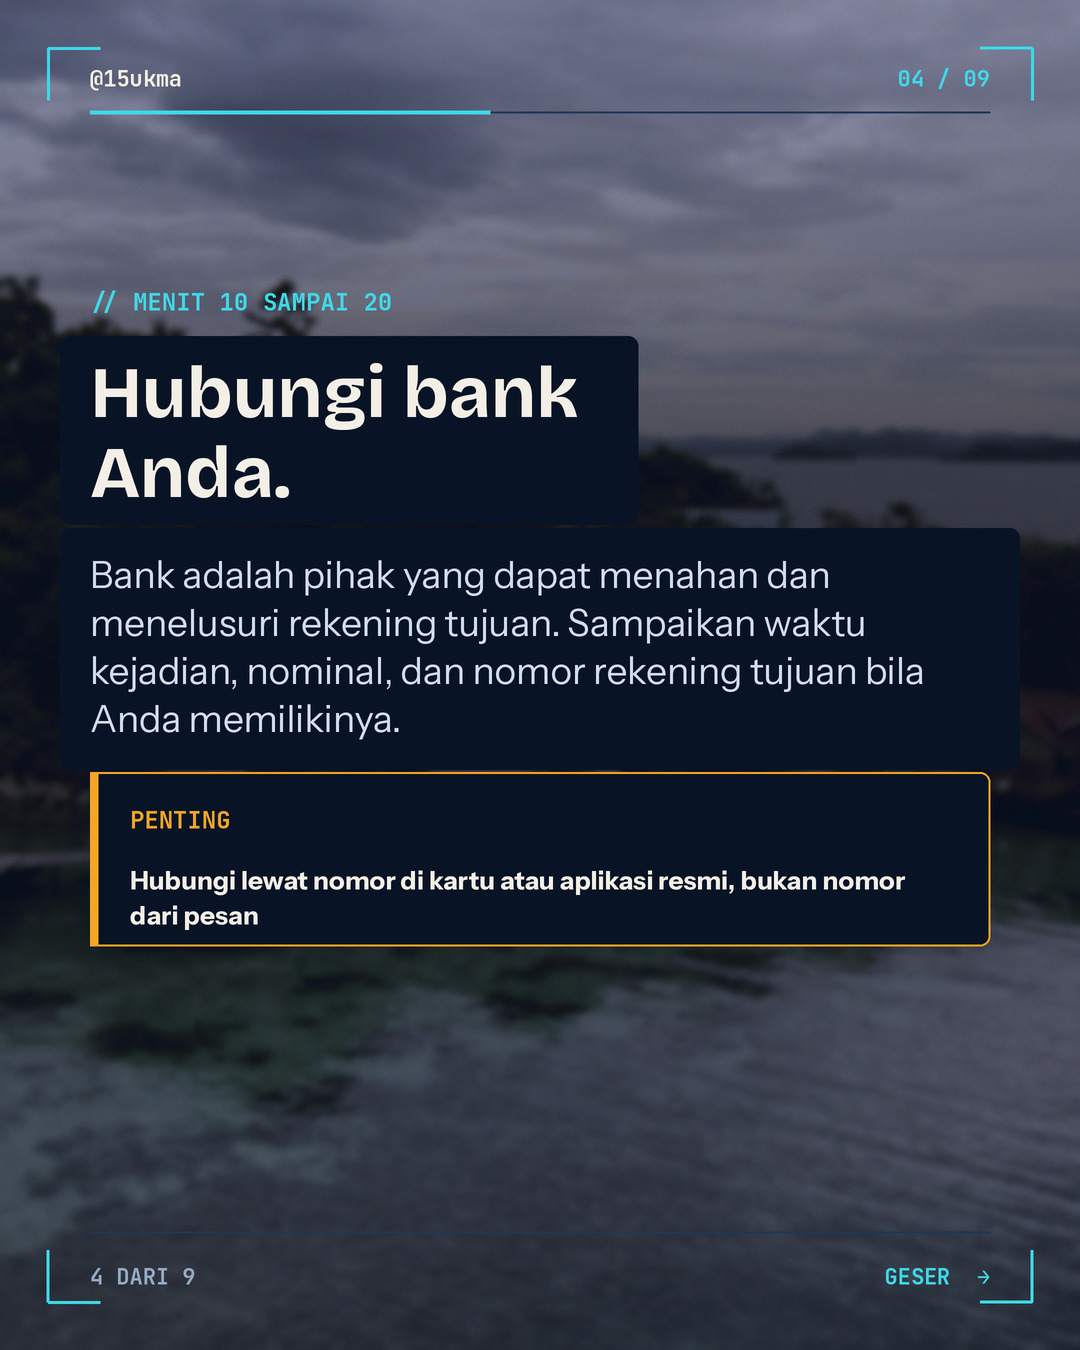 @15ukma
04 / 09
// MENIT 10 SAMPAI 20
Hubungi bank
Anda.
Bank adalah pihak yang dapat menahan dan
menelusuri rekening tujuan. Sampaikan waktu
kejadian, nominal, dan nomor rekening tujuan bila
Anda memilikinya.
PENTING
Hubungi lewat nomor di kartu atau aplikasi resmi, bukan nomor
dari pesan
4 DARI 9
GESER →